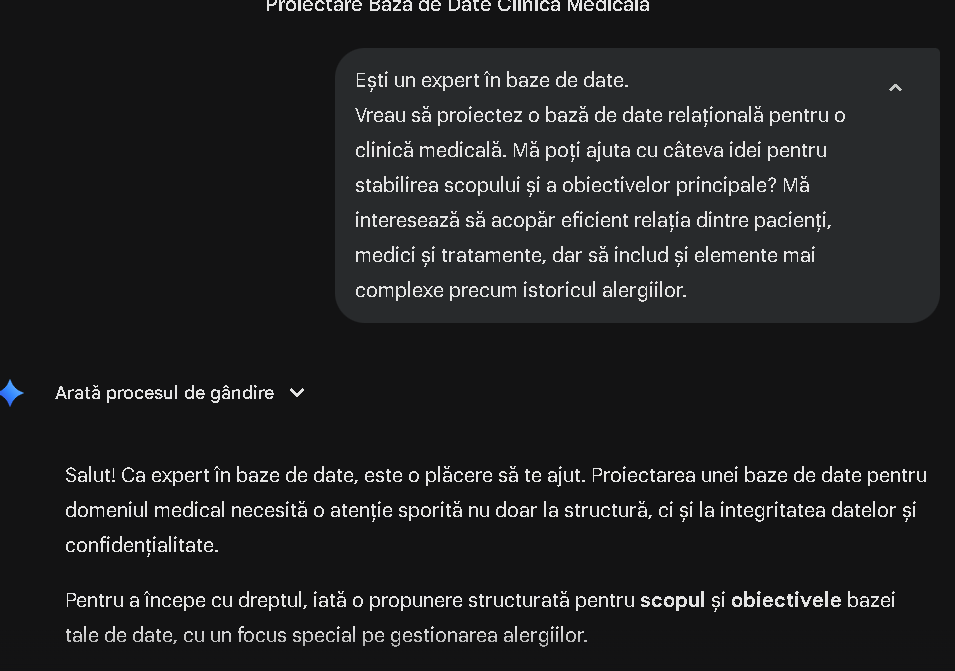 Proiectare Bază de Date Clinică Medicală
Ești un expert în baze de date.
Vreau să proiectez o bază de date relațională pentru o
clinică medicală. Mă poți ajuta cu câteva idei pentru
stabilirea scopului și a obiectivelor principale? Mă
interesează să acopăr eficient relația dintre pacienți,
medici și tratamente, dar să includ și elemente mai
complexe precum istoricul alergiilor.
Arată procesul de gândire
Salut! Ca expert în baze de date, este o plăcere să te ajut. Proiectarea unei baze de date pentru
domeniul medical necesită o atenție sporită nu doar la structură, ci și la integritatea datelor și
confidențialitate.
Pentru a începe cu dreptul, iată o propunere structurată pentru scopul și obiectivele bazei
tale de date, cu un focus special pe gestionarea alergiilor.